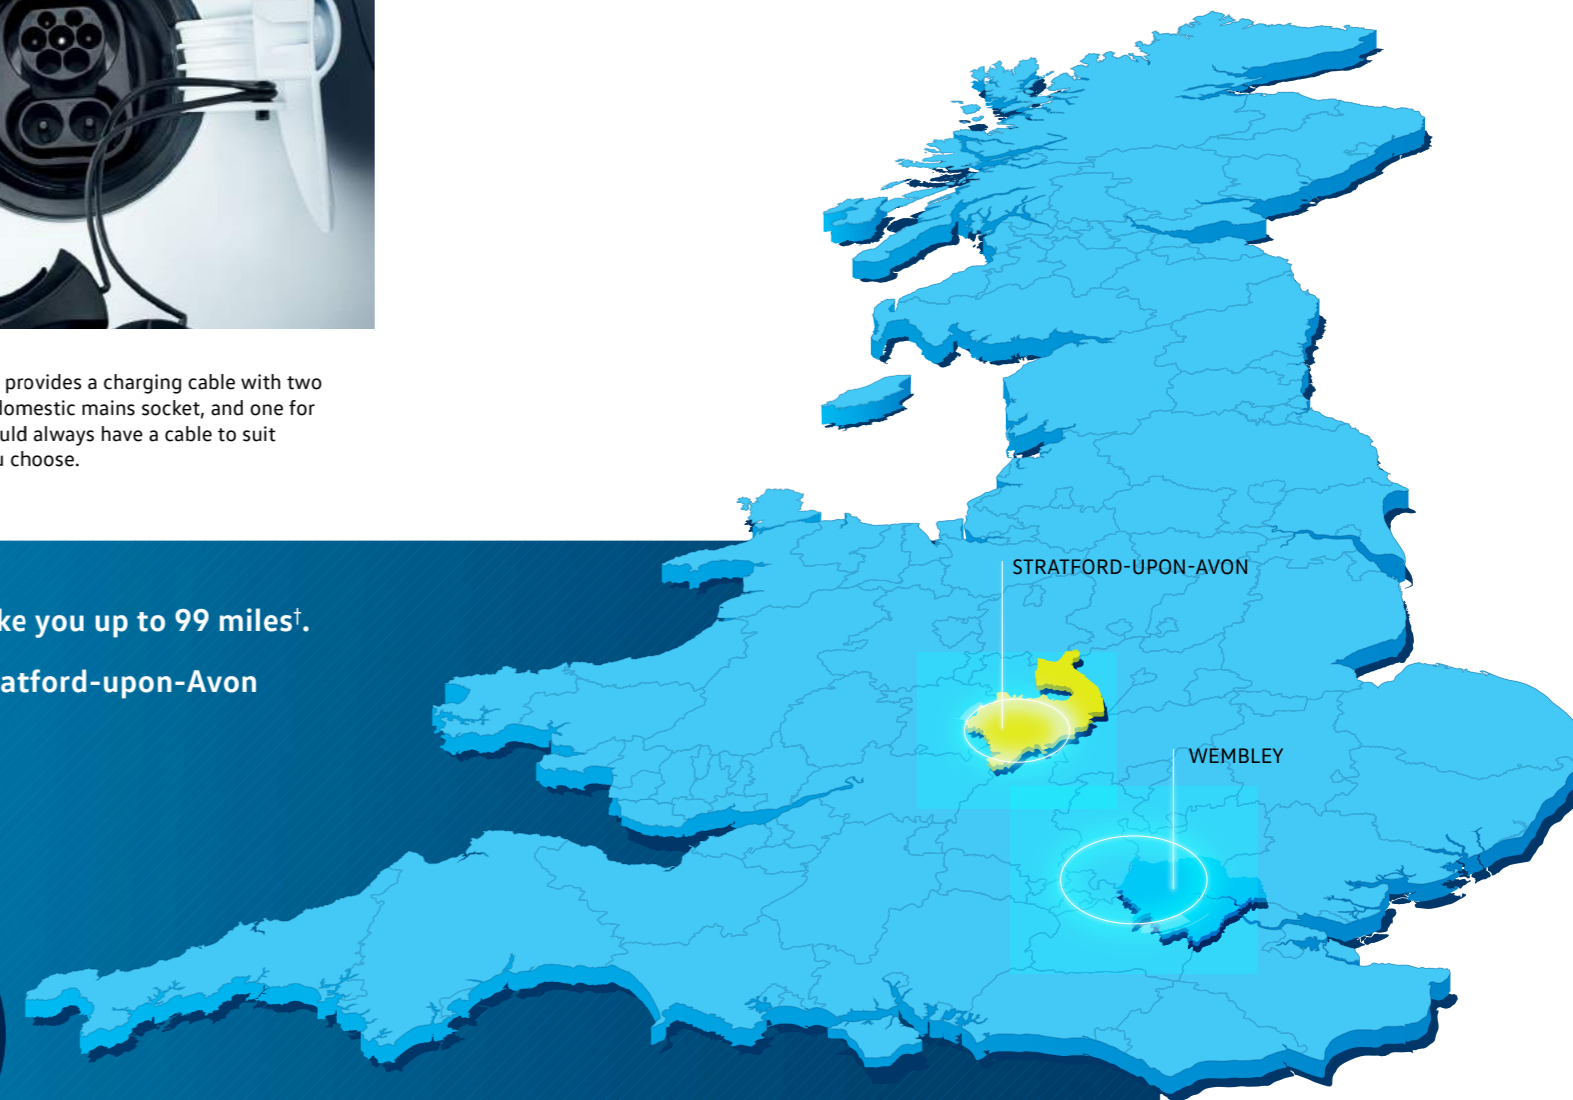 provides a charging cable with two
domestic mains socket, and one for
uld always have a cable to suit
u choose.
ke you up to 99 miles†.
atford-upon-Avon
STRATFORD-UPON-AVON
WEMBLEY